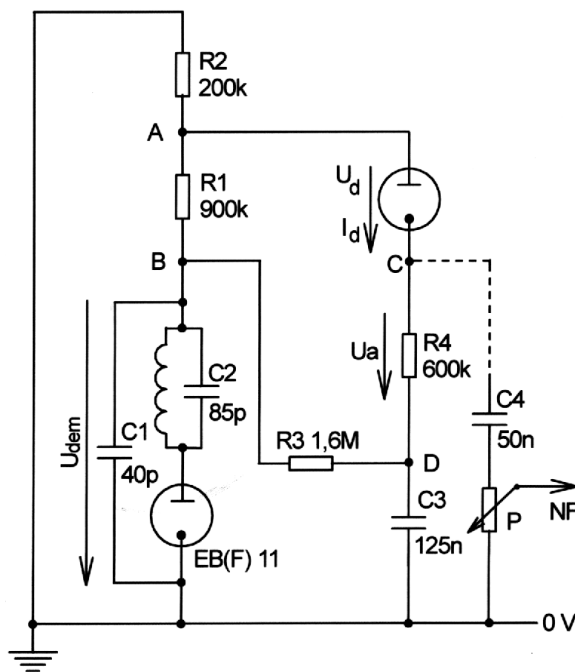 R2
200k
A
R1
900k
U_d
I_d
B
C
C2
85p
U_dem
C1
40p
Ua
R4
600k
C4
50n
R3 1,6M
D
C3
125n
P
NF
EB(F) 11
0 V